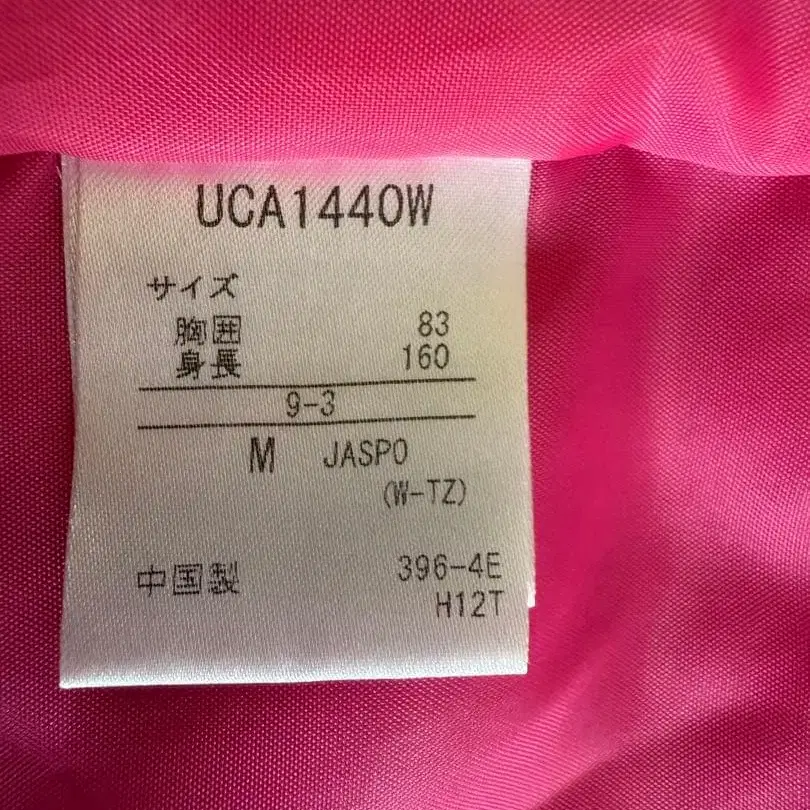 UCA1440W
サイズ
胸囲 83
身長 160
9-3
M JASPO
(W-TZ)
中国製 396-4E
H12T